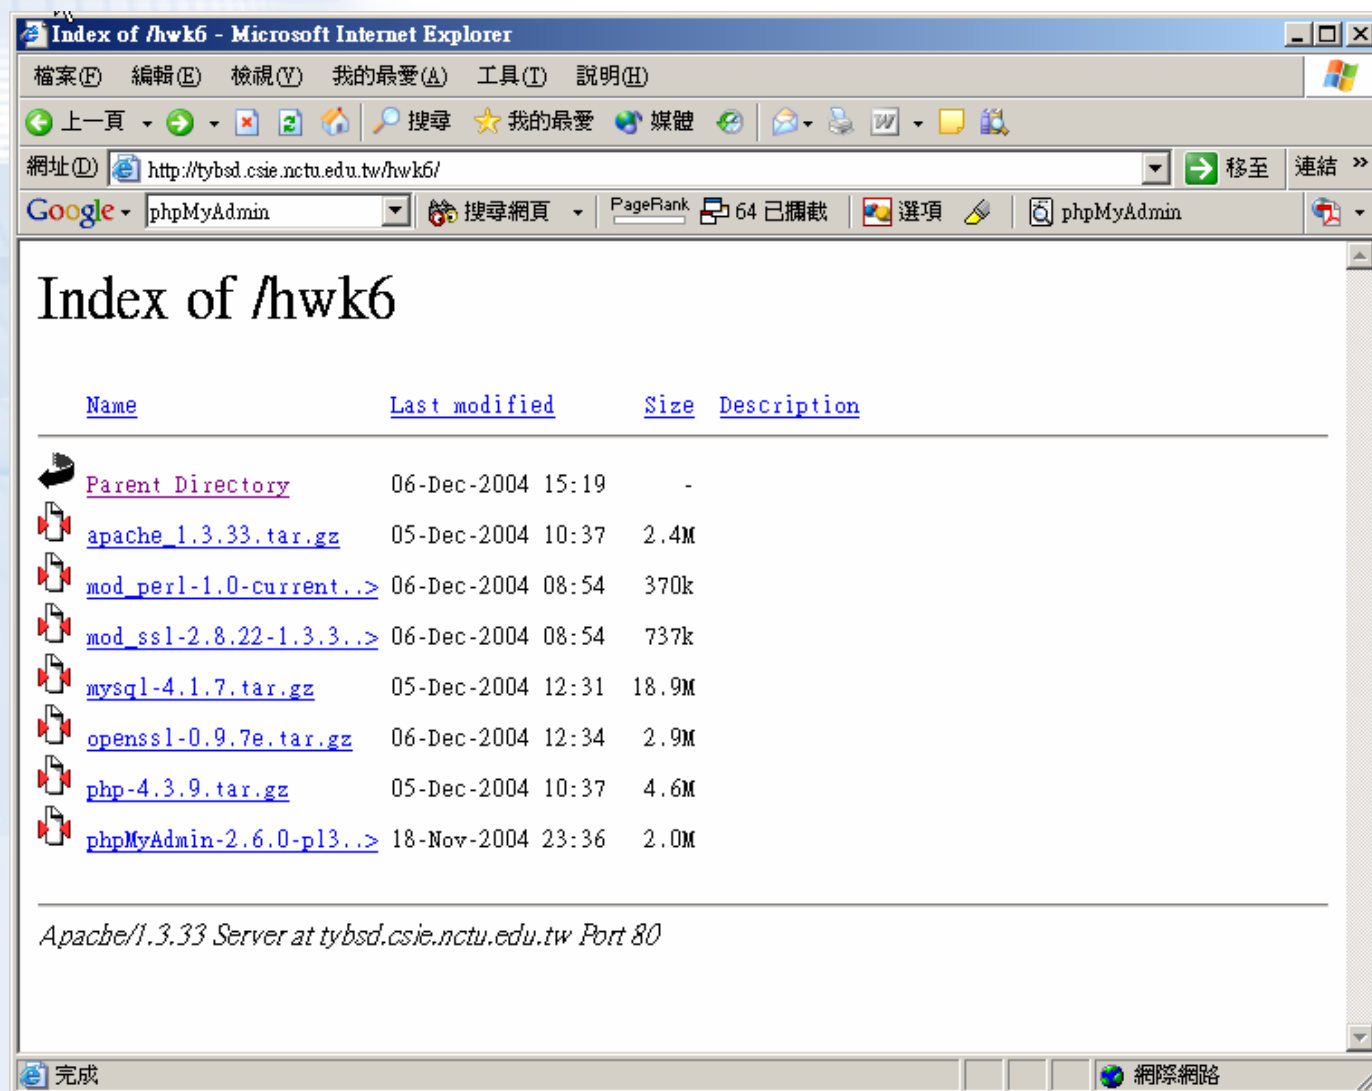 Index of /hwk6 - Microsoft Internet Explorer
檔案(F) 編輯(E) 檢視(V) 我的最愛(A) 工具(T) 說明(H)
上一頁 搜尋 我的最愛 媒體
網址(D) http://tybsd.csie.nctu.edu.tw/hwk6/ 移至 連結 »
Google phpMyAdmin 搜尋網頁 PageRank 64 已攔截 選項 phpMyAdmin
Index of /hwk6
Name Last modified Size Description
Parent Directory 06-Dec-2004 15:19 -
apache_1.3.33.tar.gz 05-Dec-2004 10:37 2.4M
mod_perl-1.0-current..> 06-Dec-2004 08:54 370k
mod_ssl-2.8.22-1.3.3..> 06-Dec-2004 08:54 737k
mysql-4.1.7.tar.gz 05-Dec-2004 12:31 18.9M
openssl-0.9.7e.tar.gz 06-Dec-2004 12:34 2.9M
php-4.3.9.tar.gz 05-Dec-2004 10:37 4.6M
phpMyAdmin-2.6.0-pl3..> 18-Nov-2004 23:36 2.0M
Apache/1.3.33 Server at tybsd.csie.nctu.edu.tw Port 80
完成 網際網路